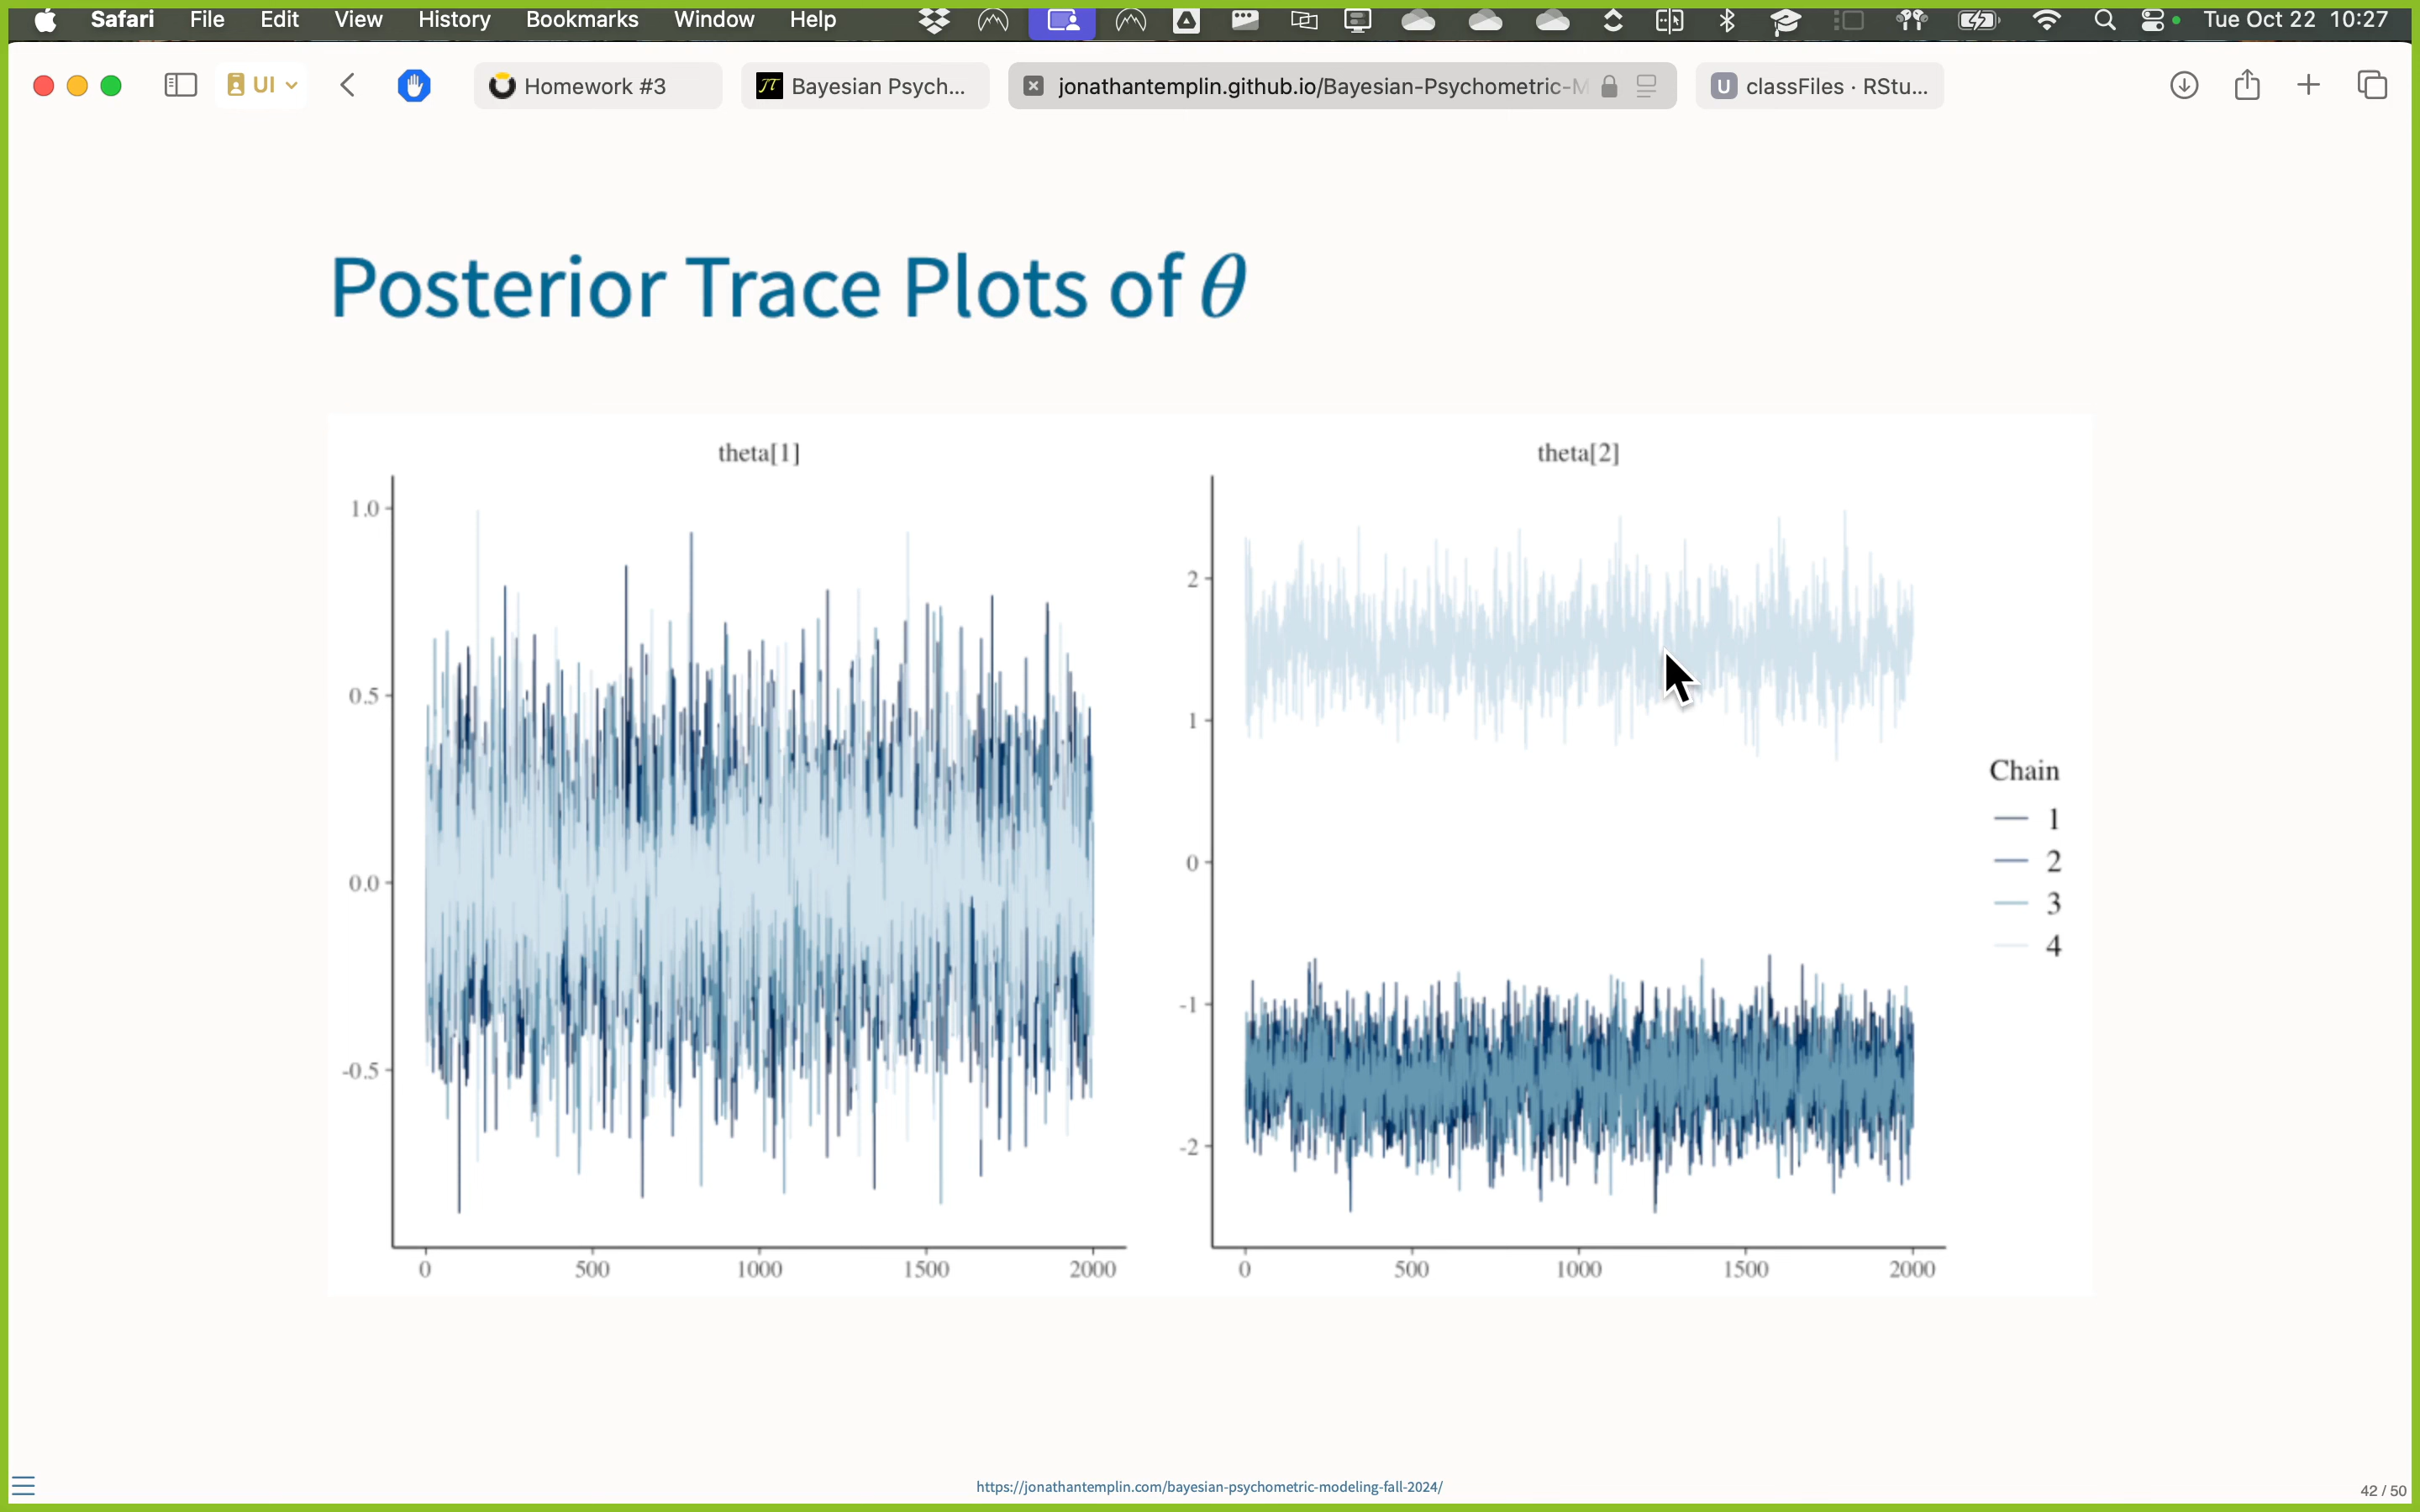 Safari File Edit View History Bookmarks Window Help Tue Oct 22 10:27
UI Homework #3 Bayesian Psych... jonathantemplin.github.io/Bayesian-Psychometric-M U classFiles · RStu...
Posterior Trace Plots of θ
theta[1]
1.0
0.5
0.0
-0.5
0 500 1000 1500 2000
theta[2]
2
1
0
-1
-2
0 500 1000 1500 2000
Chain
1
2
3
4
https://jonathantemplin.com/bayesian-psychometric-modeling-fall-2024/
42 / 50